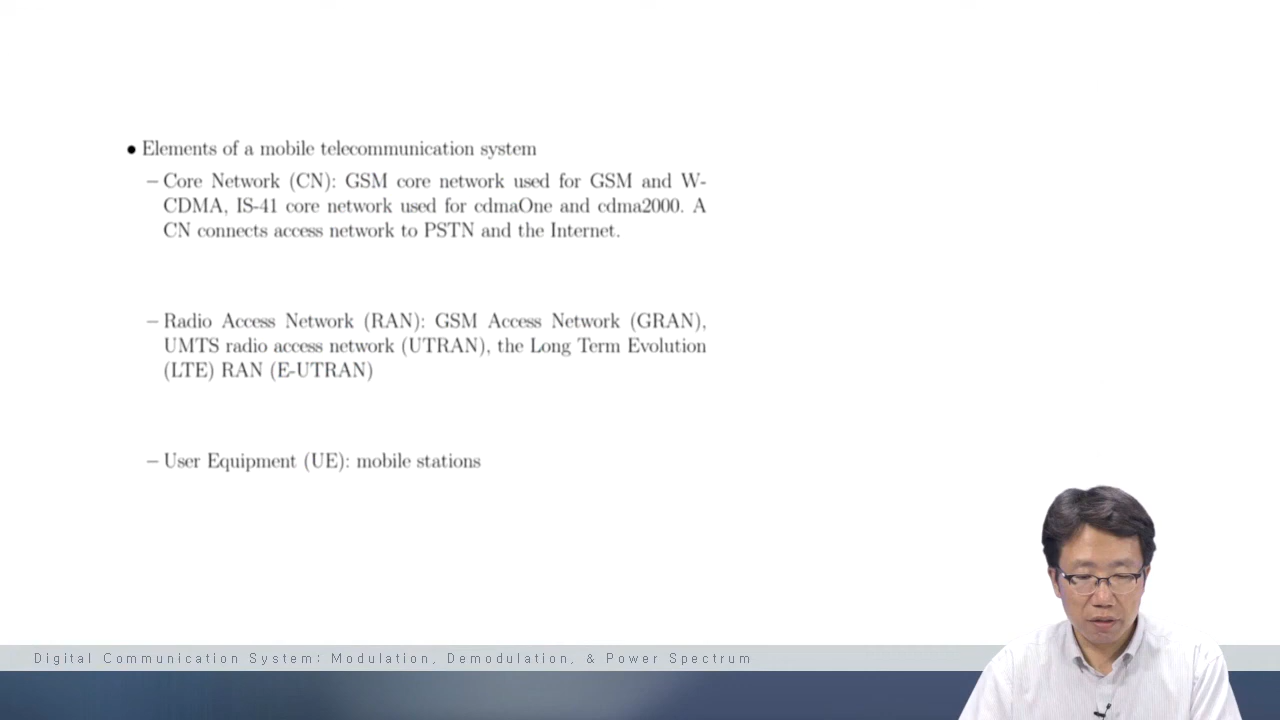 • Elements of a mobile telecommunication system
– Core Network (CN): GSM core network used for GSM and W-
CDMA, IS-41 core network used for cdmaOne and cdma2000. A
CN connects access network to PSTN and the Internet.
– Radio Access Network (RAN): GSM Access Network (GRAN),
UMTS radio access network (UTRAN), the Long Term Evolution
(LTE) RAN (E-UTRAN)
– User Equipment (UE): mobile stations
Digital Communication System: Modulation, Demodulation, & Power Spectrum